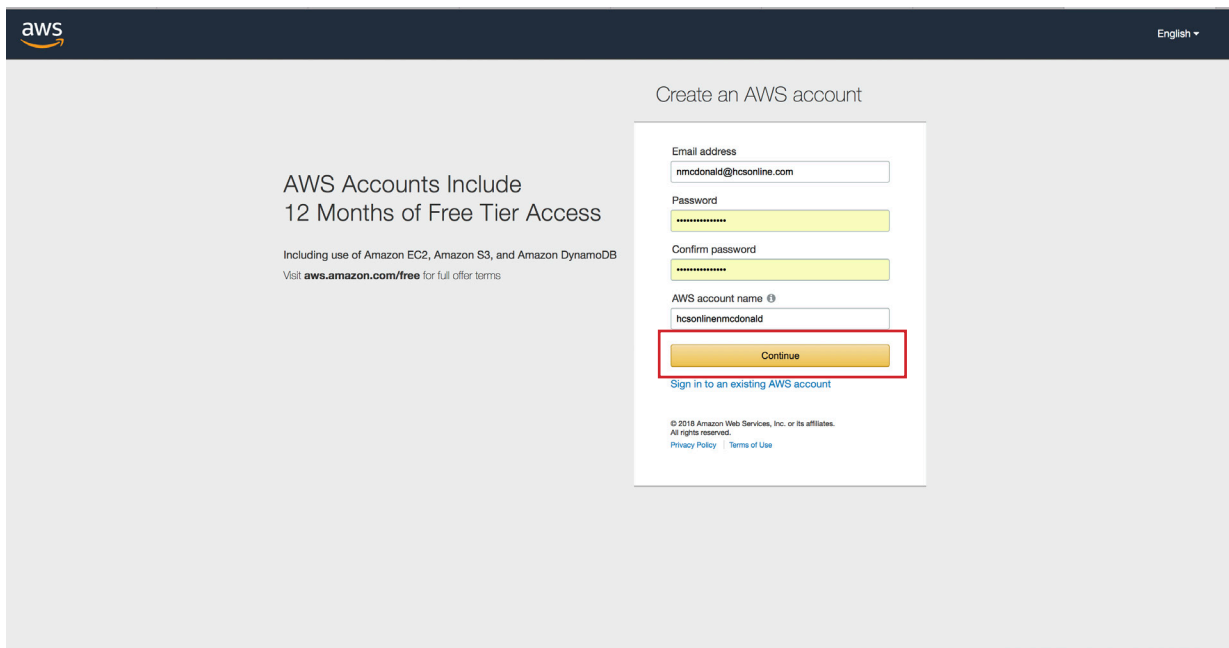 aws
English
Create an AWS account
AWS Accounts Include
12 Months of Free Tier Access
Including use of Amazon EC2, Amazon S3, and Amazon DynamoDB
Visit aws.amazon.com/free for full offer terms
Email address
nmcdonald@hcsonline.com
Password
••••••••••••••
Confirm password
••••••••••••••
AWS account name
hcsonlinenmcdonald
Continue
Sign in to an existing AWS account
© 2018 Amazon Web Services, Inc. or its affiliates.
All rights reserved.
Privacy Policy | Terms of Use